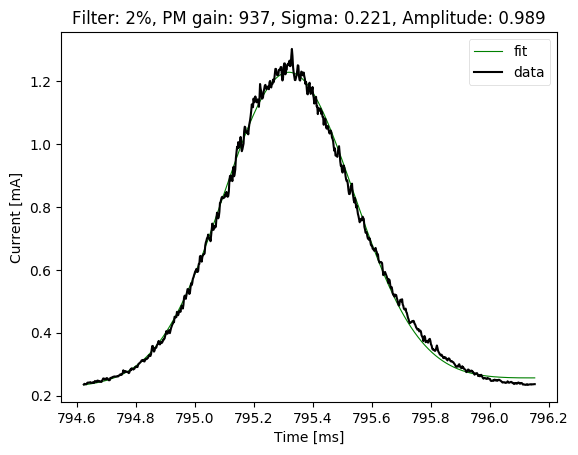 Filter: 2%, PM gain: 937, Sigma: 0.221, Amplitude: 0.989
fit
data
1.2
1.0
0.8
0.6
0.4
0.2
Current [mA]
794.6 794.8 795.0 795.2 795.4 795.6 795.8 796.0 796.2
Time [ms]